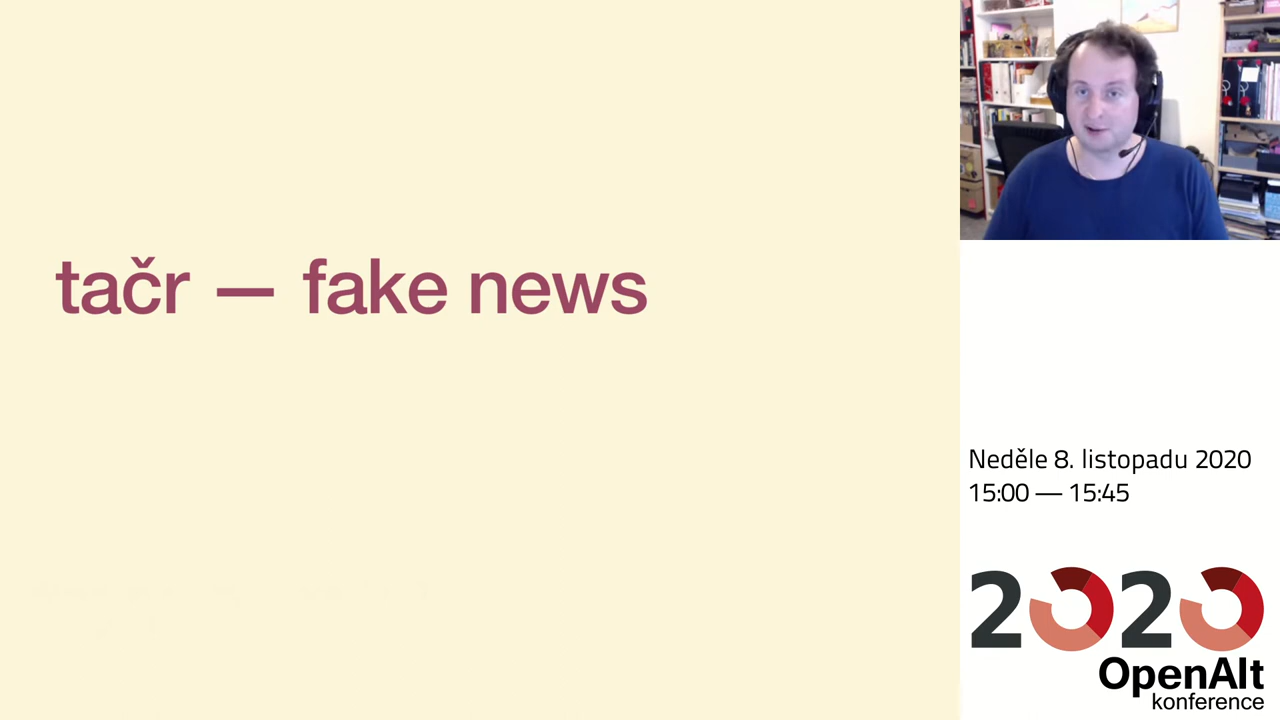 tačr — fake news
Neděle 8. listopadu 2020
15:00 — 15:45
2020
OpenAlt
konference